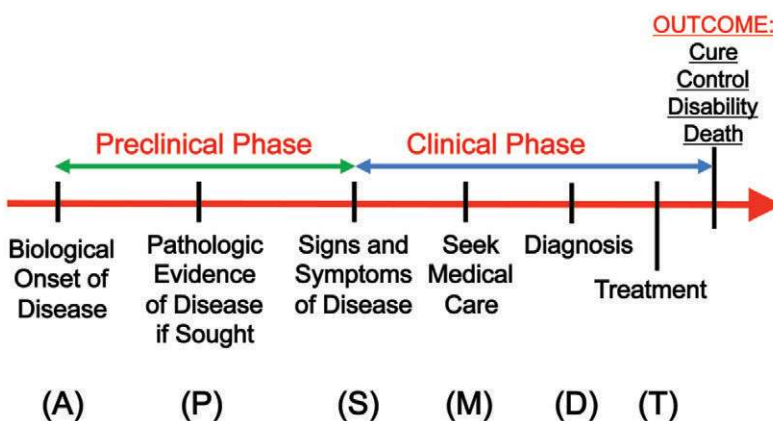 OUTCOME:
Cure
Control
Disability
Death
Preclinical Phase
Clinical Phase
Biological
Onset of
Disease
Pathologic
Evidence
of Disease
if Sought
Signs and
Symptoms
of Disease
Seek
Medical
Care
Diagnosis
Treatment
(A)
(P)
(S)
(M)
(D)
(T)